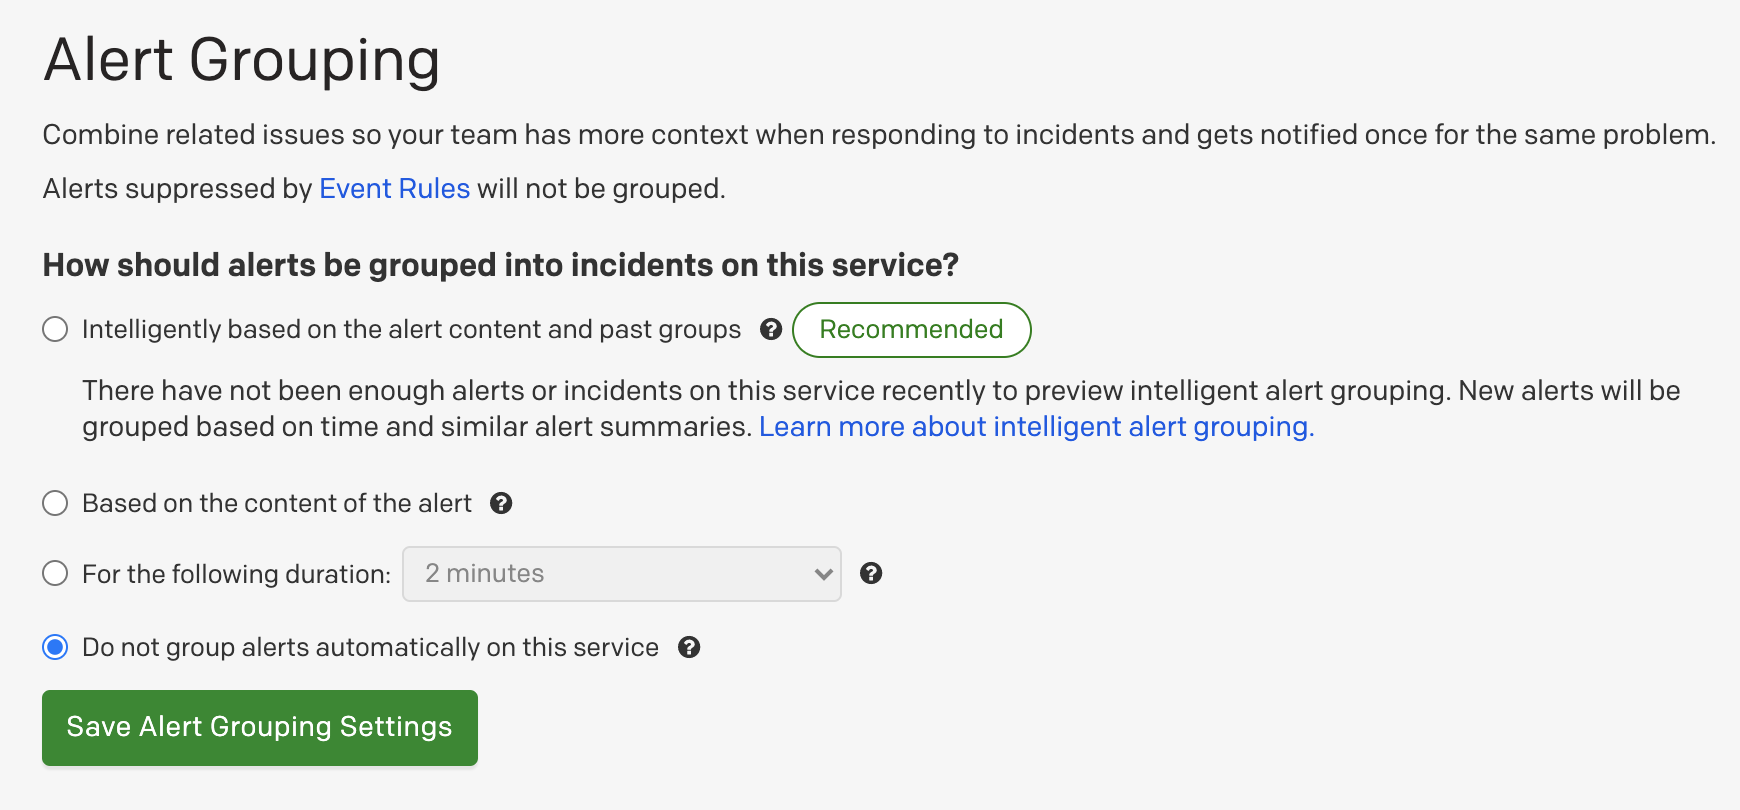 Alert Grouping
Combine related issues so your team has more context when responding to incidents and gets notified once for the same problem.
Alerts suppressed by Event Rules will not be grouped.
How should alerts be grouped into incidents on this service?
Intelligently based on the alert content and past groups ? Recommended
There have not been enough alerts or incidents on this service recently to preview intelligent alert grouping. New alerts will be
grouped based on time and similar alert summaries. Learn more about intelligent alert grouping.
Based on the content of the alert ?
For the following duration: 2 minutes ?
Do not group alerts automatically on this service ?
Save Alert Grouping Settings